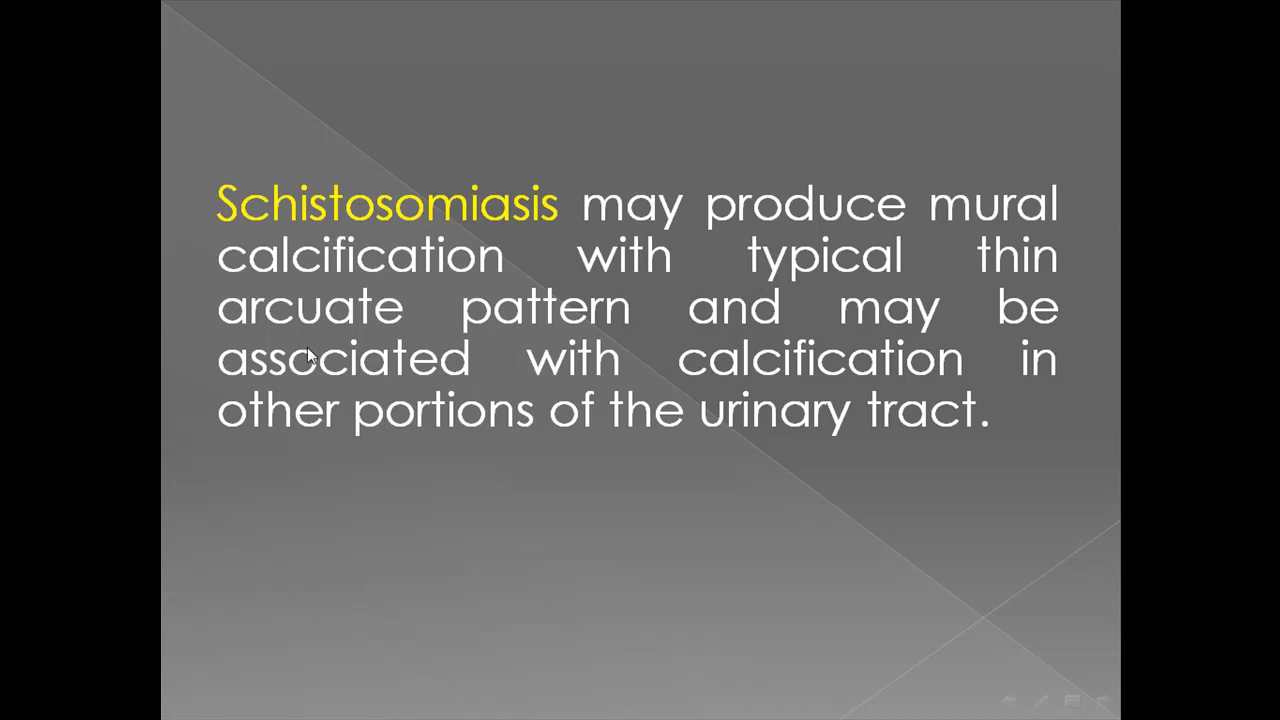 Schistosomiasis may produce mural
calcification with typical thin
arcuate pattern and may be
associated with calcification in
other portions of the urinary tract.